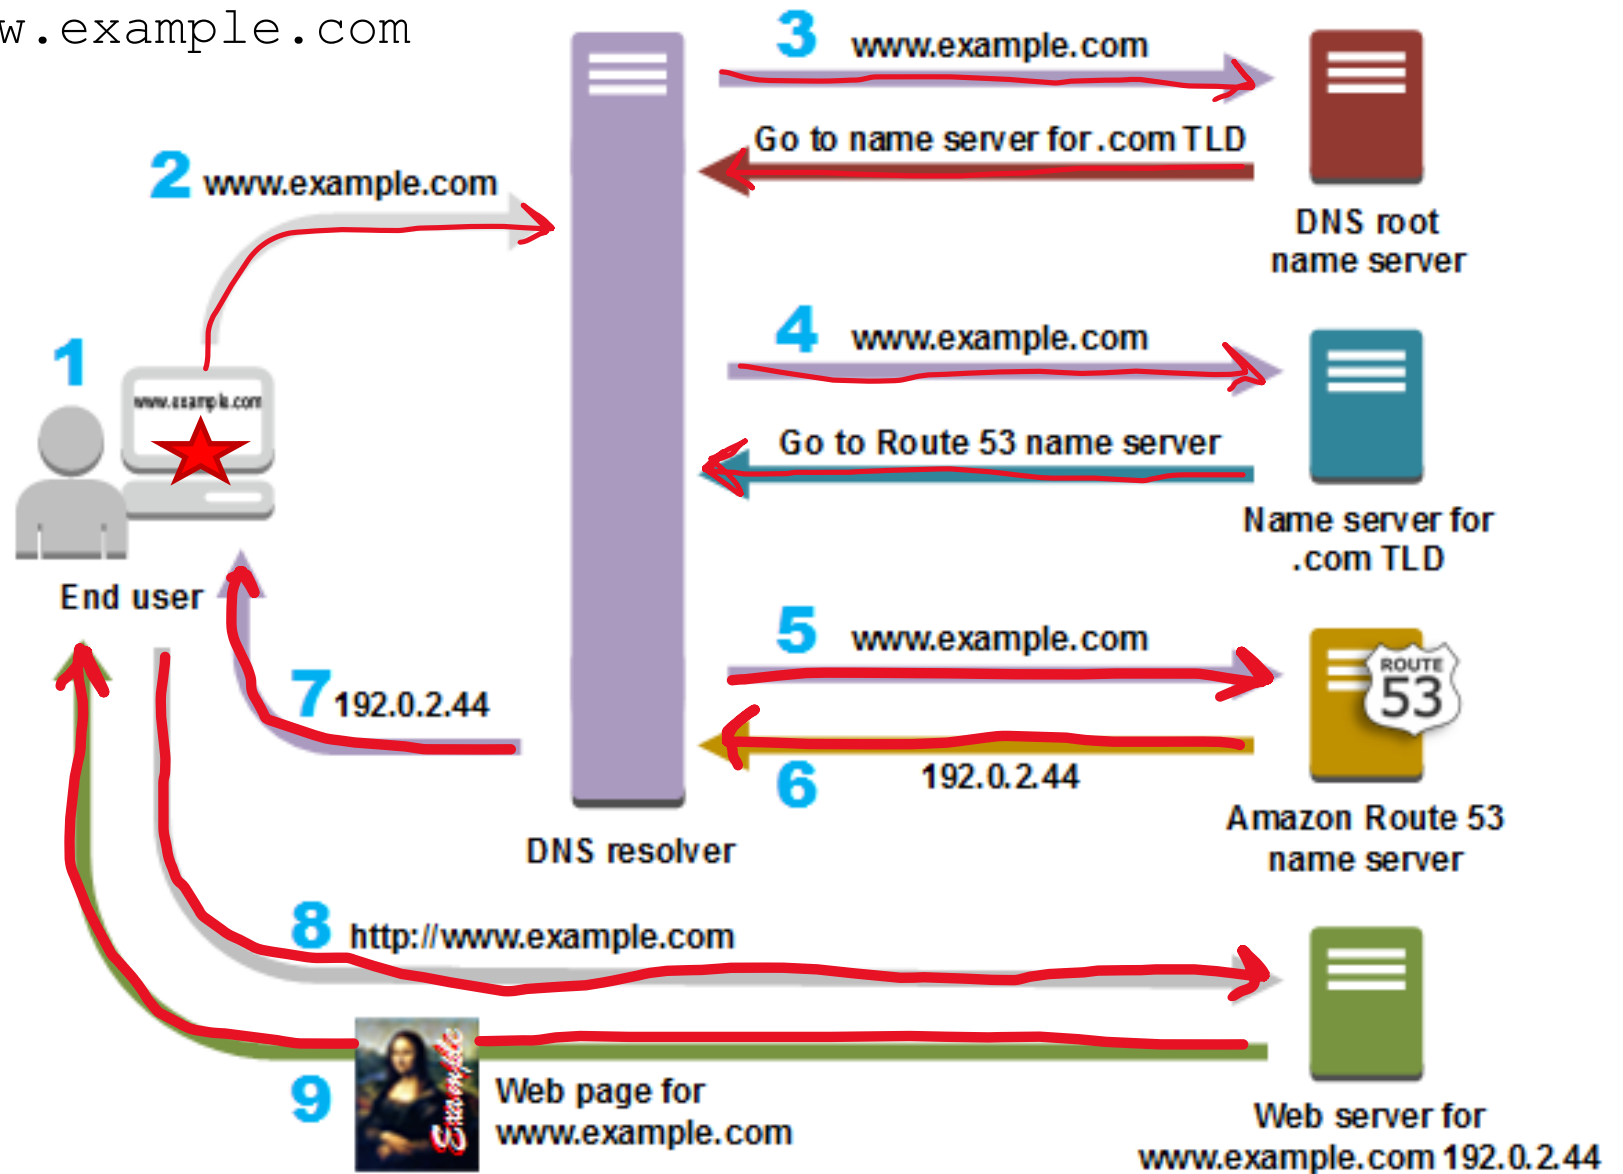 w.example.com
3 www.example.com
Go to name server for .com TLD
DNS root
name server
2 www.example.com
4 www.example.com
Go to Route 53 name server
Name server for
.com TLD
1
www.example.com
End user
5 www.example.com
ROUTE
53
6 192.0.2.44
Amazon Route 53
name server
7 192.0.2.44
DNS resolver
8 http://www.example.com
9
Example
Web page for
www.example.com
Web server for
www.example.com 192.0.2.44